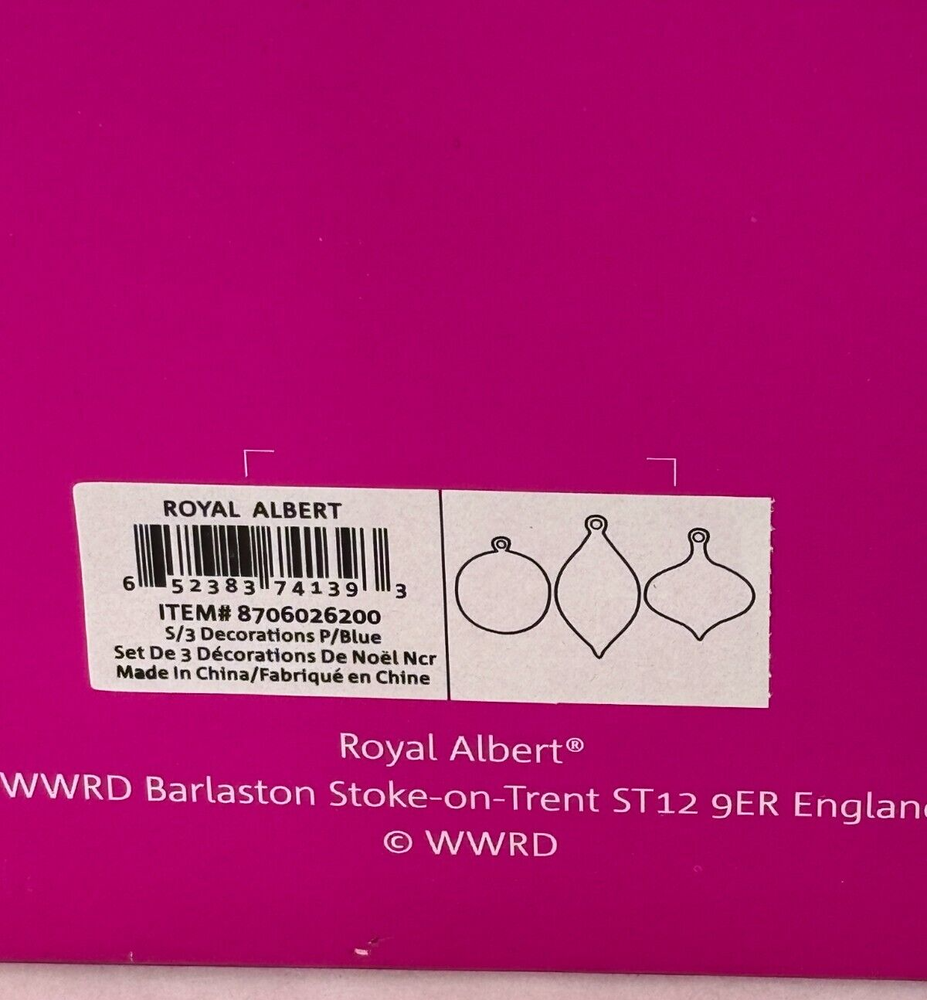 ROYAL ALBERT
6 52383 74139 3
ITEM# 8706026200
S/3 Decorations P/Blue
Set De 3 Décorations De Noël Ncr
Made In China/Fabriqué en Chine
Royal Albert®
WWRD Barlaston Stoke-on-Trent ST12 9ER England
© WWRD